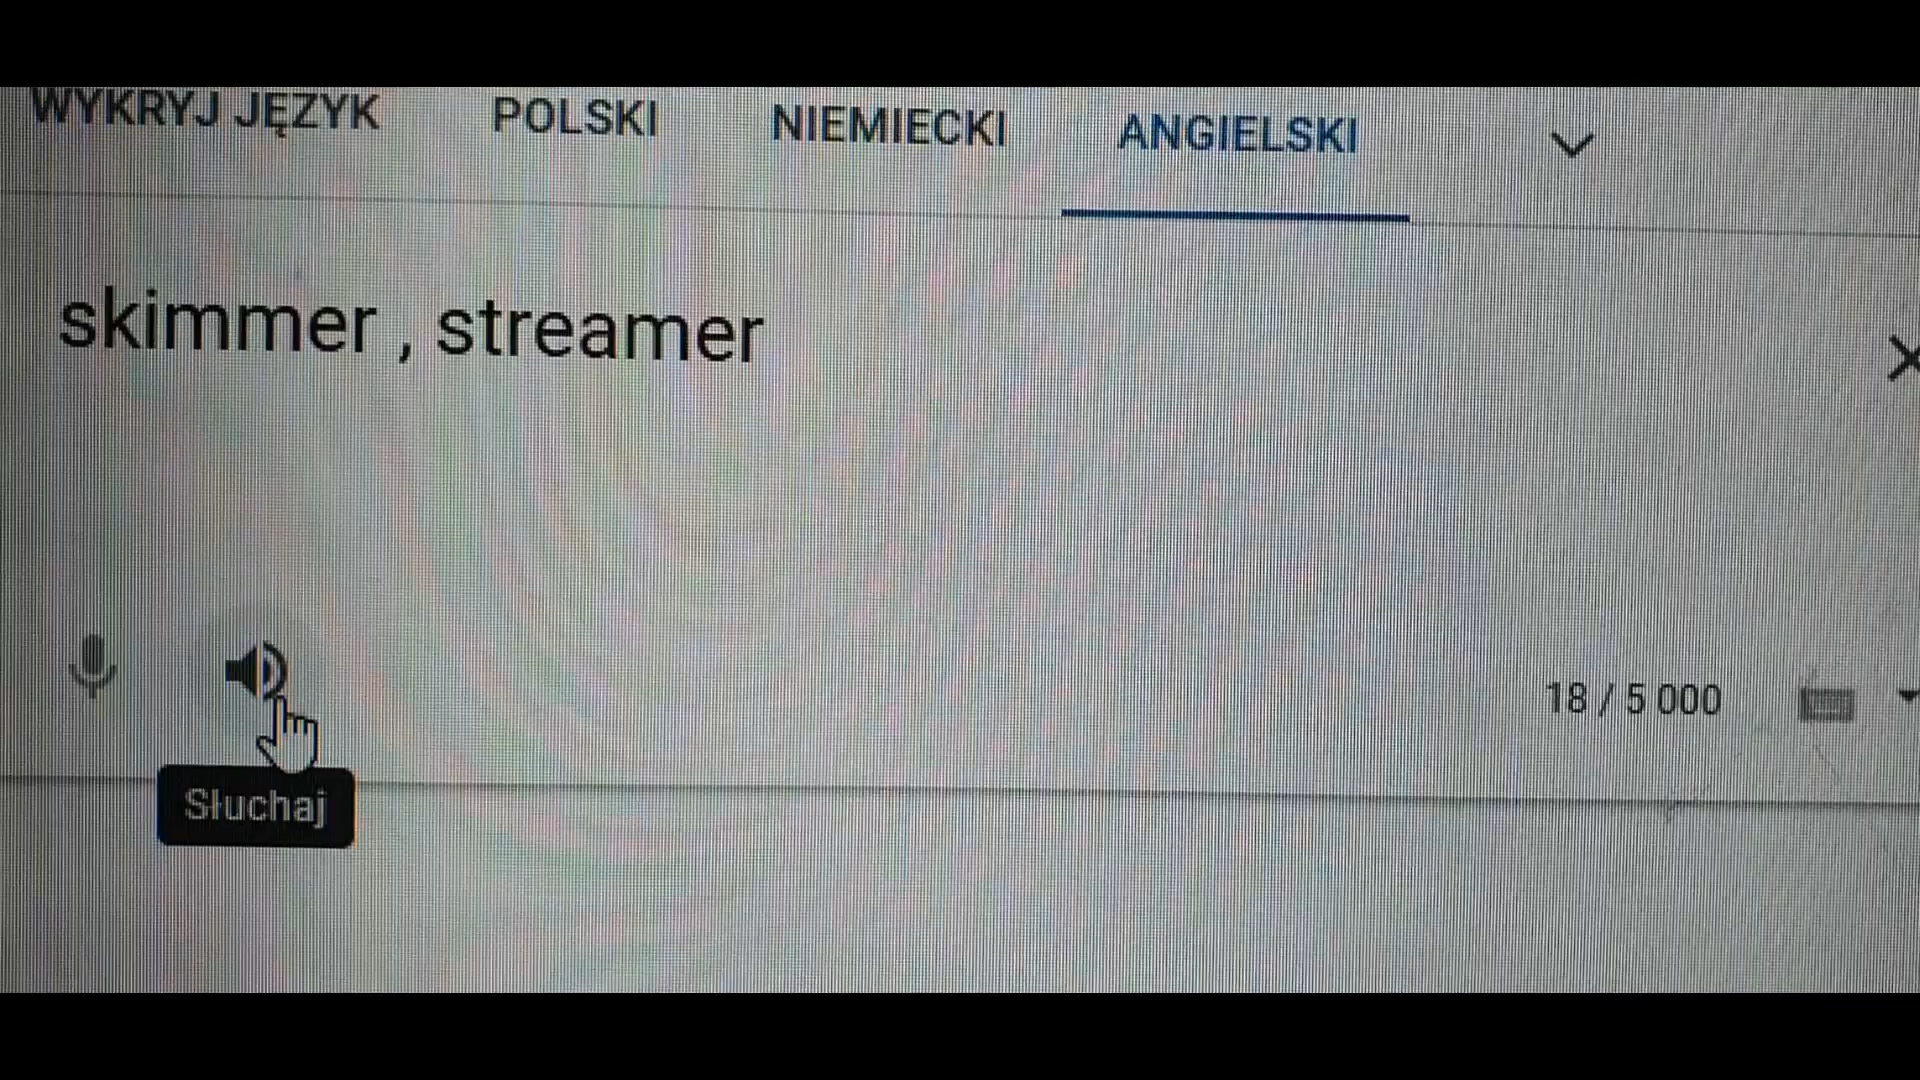 WYKRYJ JĘZYK POLSKI NIEMIECKI ANGIELSKI
skimmer , streamer
18 / 5 000
Słuchaj